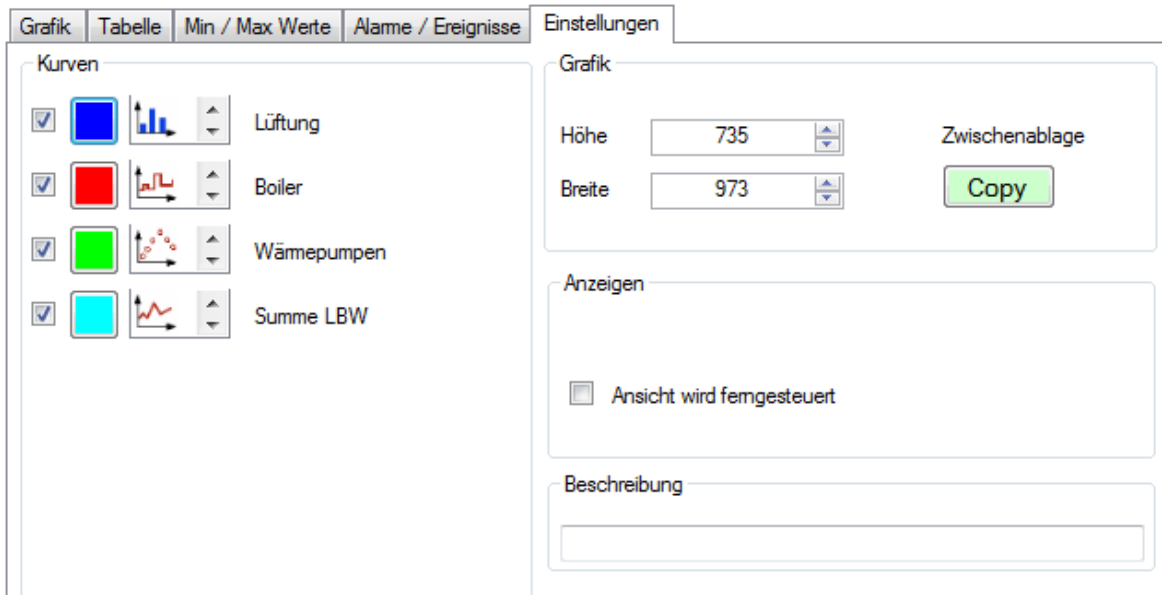 Grafik Tabelle Min / Max Werte Alarme / Ereignisse Einstellungen
Kurven
Lüftung
Boiler
Wärmepumpen
Summe LBW
Grafik
Höhe 735 Zwischenablage
Breite 973 Copy
Anzeigen
Ansicht wird ferngesteuert
Beschreibung